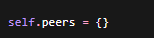 self.peers = {}